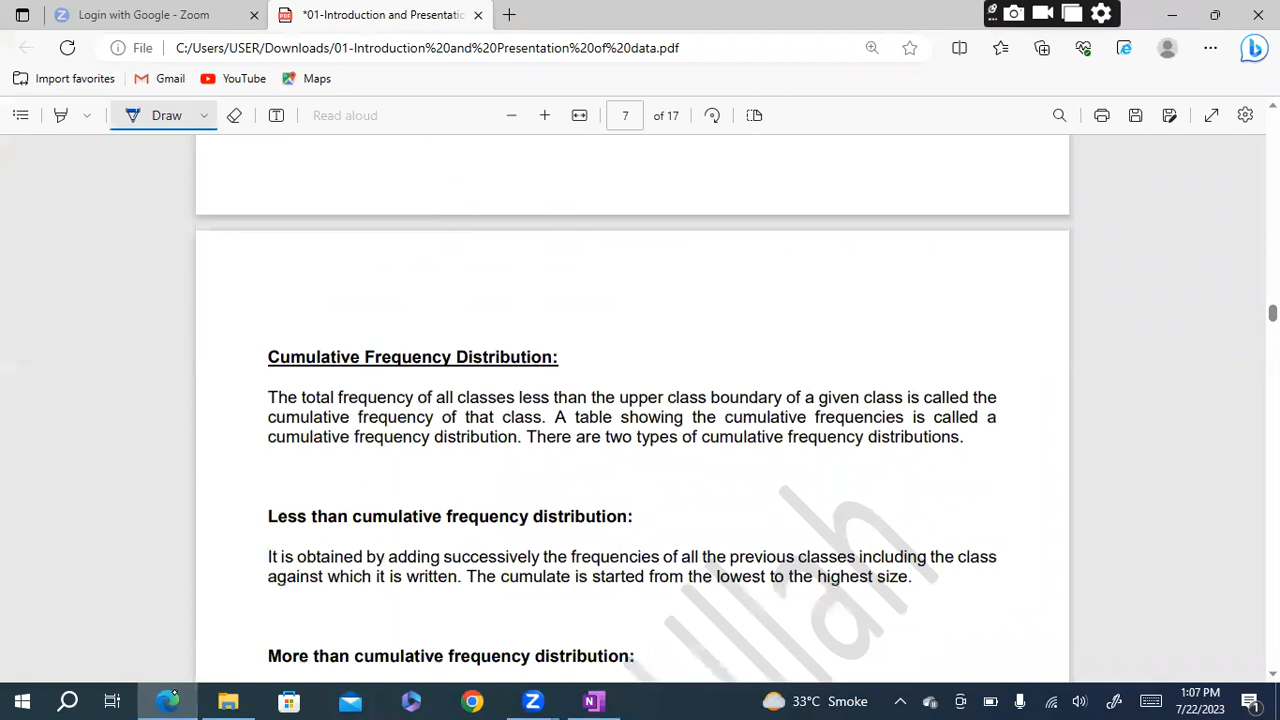 Login with Google - Zoom
*01-Introduction and Presentatic
File
C:/Users/USER/Downloads/01-Introduction%20and%20Presentation%20of%20data.pdf
Import favorites
Gmail
YouTube
Maps
Draw
Read aloud
7
of 17
Cumulative Frequency Distribution:
The total frequency of all classes less than the upper class boundary of a given class is called the
cumulative frequency of that class. A table showing the cumulative frequencies is called a
cumulative frequency distribution. There are two types of cumulative frequency distributions.
Less than cumulative frequency distribution:
It is obtained by adding successively the frequencies of all the previous classes including the class
against which it is written. The cumulate is started from the lowest to the highest size.
More than cumulative frequency distribution:
33°C Smoke
1:07 PM
7/22/2023
1